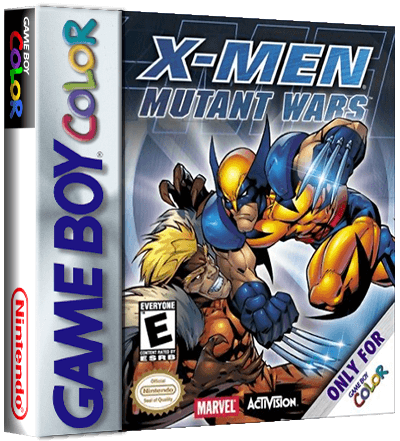 GAME BOY COLOR
Nintendo
GAME BOY COLOR
X-MEN
MUTANT WARS
EVERYONE
E
CONTENT RATED BY
ESRB
Official
Nintendo
Seal of Quality
MARVEL
ACTIVISION
ONLY FOR
GAME BOY
COLOR